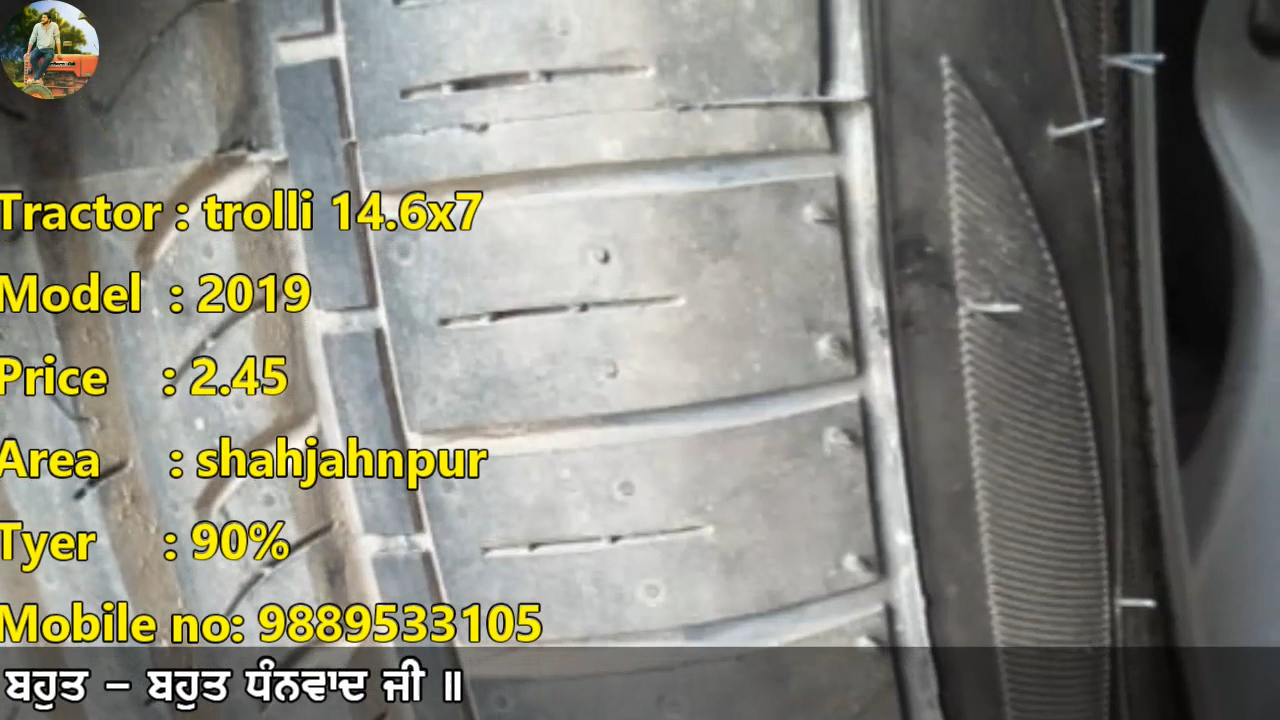 Tractor : trolli 14.6x7
Model : 2019
Price : 2.45
Area : shahjahnpur
Tyer : 90%
Mobile no: 9889533105
ਬਹੁਤ – ਬਹੁਤ ਧੰਨਵਾਦ ਜੀ ॥